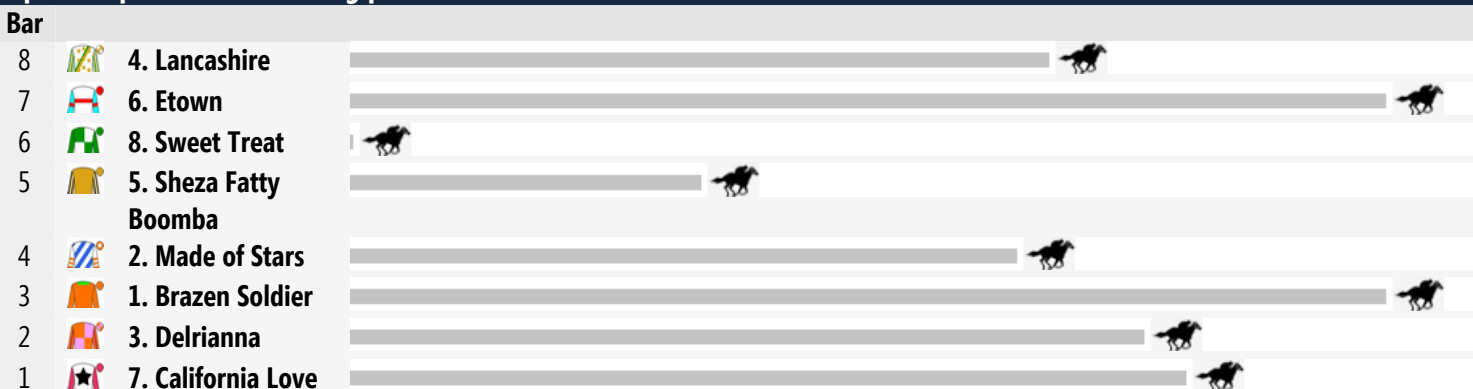 Bar
8 4. Lancashire
7 6. Etown
6 8. Sweet Treat
5 5. Sheza Fatty
Boomba
4 2. Made of Stars
3 1. Brazen Soldier
2 3. Delrianna
1 7. California Love